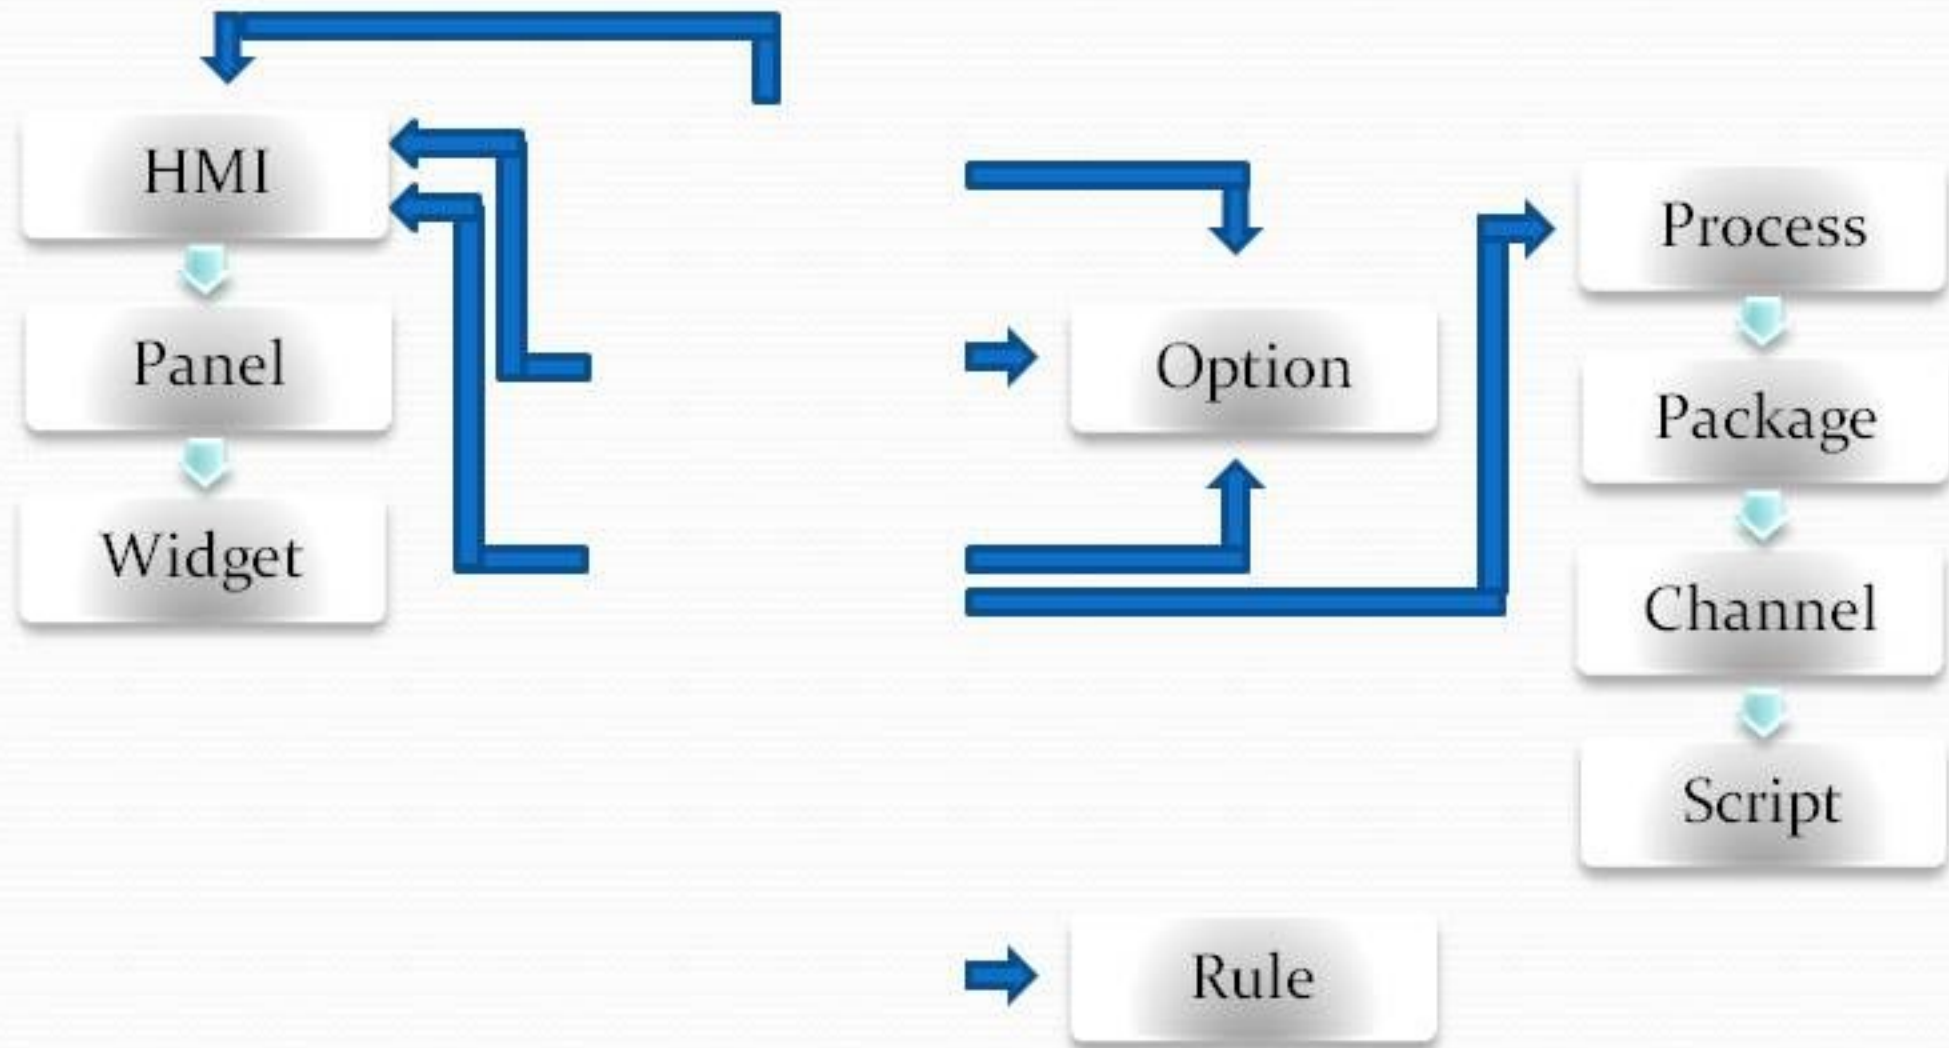 HMI
Panel
Widget
Option
Rule
Process
Package
Channel
Script